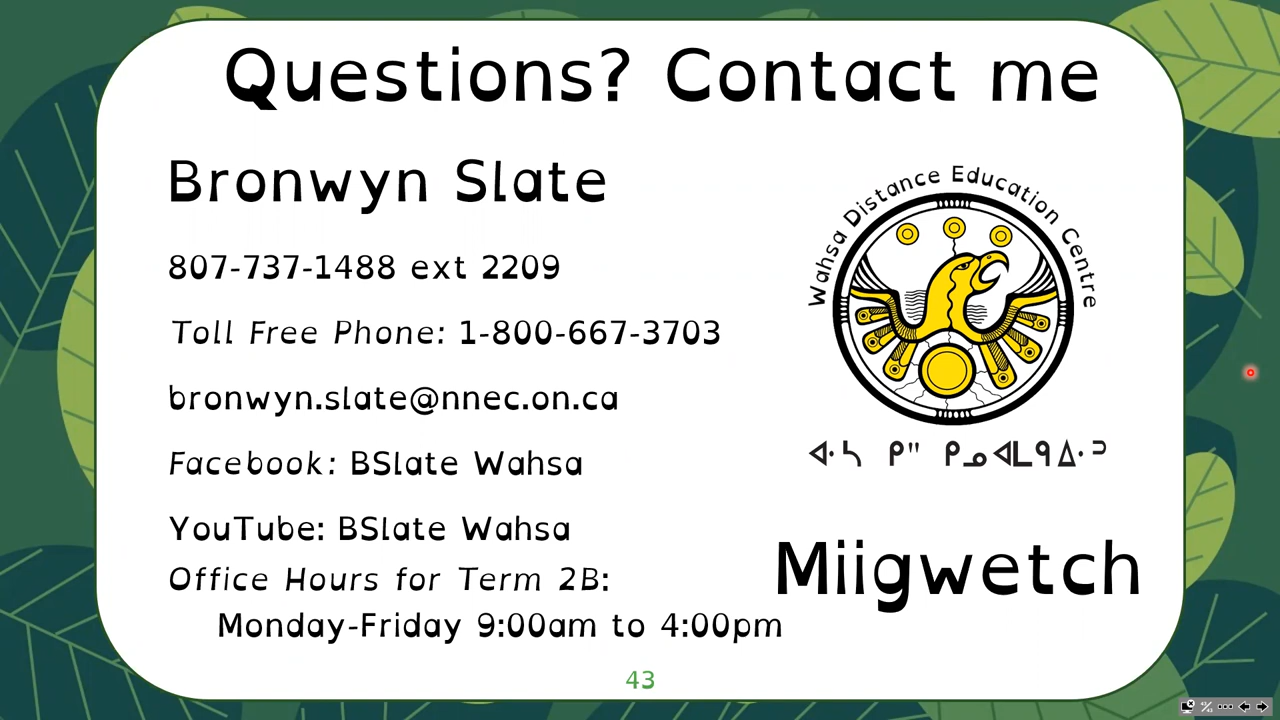 Questions? Contact me
Bronwyn Slate
807-737-1488 ext 2209
Toll Free Phone: 1-800-667-3703
bronwyn.slate@nnec.on.ca
Facebook: BSlate Wahsa
YouTube: BSlate Wahsa
Office Hours for Term 2B:
Monday-Friday 9:00am to 4:00pm
Wahsa Distance Education Centre
ᐊᐧᓴ ᑭᐦ ᑭᓄᐊᒪᑫᐃᐧᐣ
Miigwetch
43